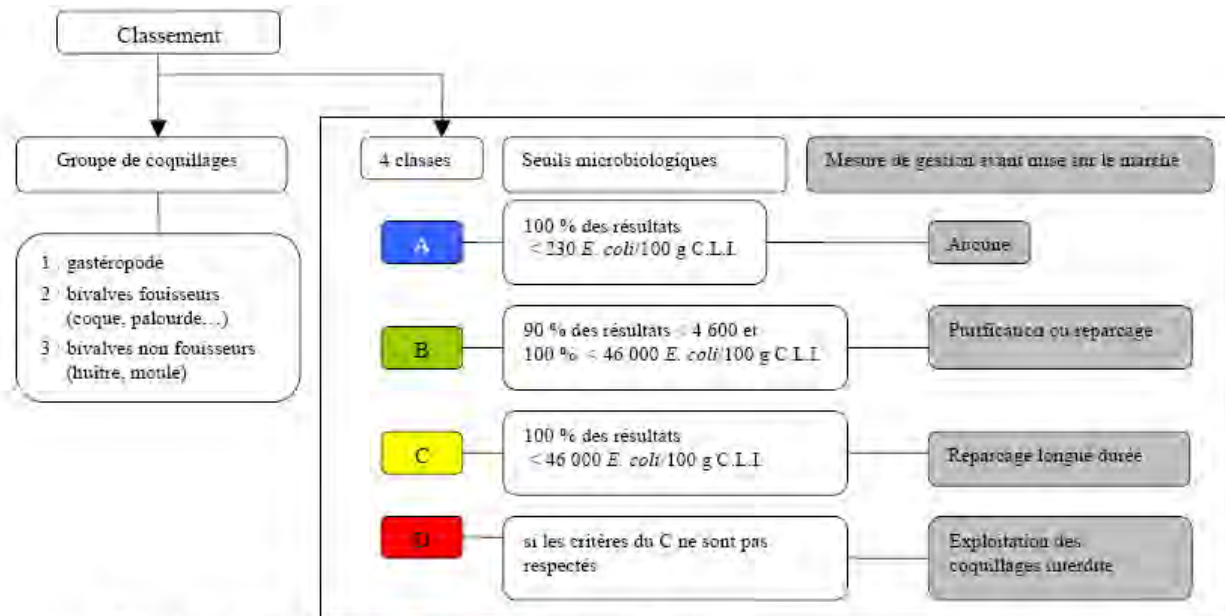 Classement
Groupe de coquillages
1 : gastéropode
2 : bivalves fouisseurs
(coque, palourde…)
3 : bivalves non fouisseurs
(huître, moule)
4 classes
Seuils microbiologiques
Mesure de gestion avant mise sur le marché
A
100 % des résultats
< 230 E. coli/100 g C.L.I.
Aucune
B
90 % des résultats < 4 600 et
100 % < 46 000 E. coli/100 g C.L.I.
Purification ou reparcage
C
100 % des résultats
< 46 000 E. coli/100 g C.L.I.
Reparcage longue durée
D
si les critères du C ne sont pas
respectés
Exploitation des
coquillages interdite